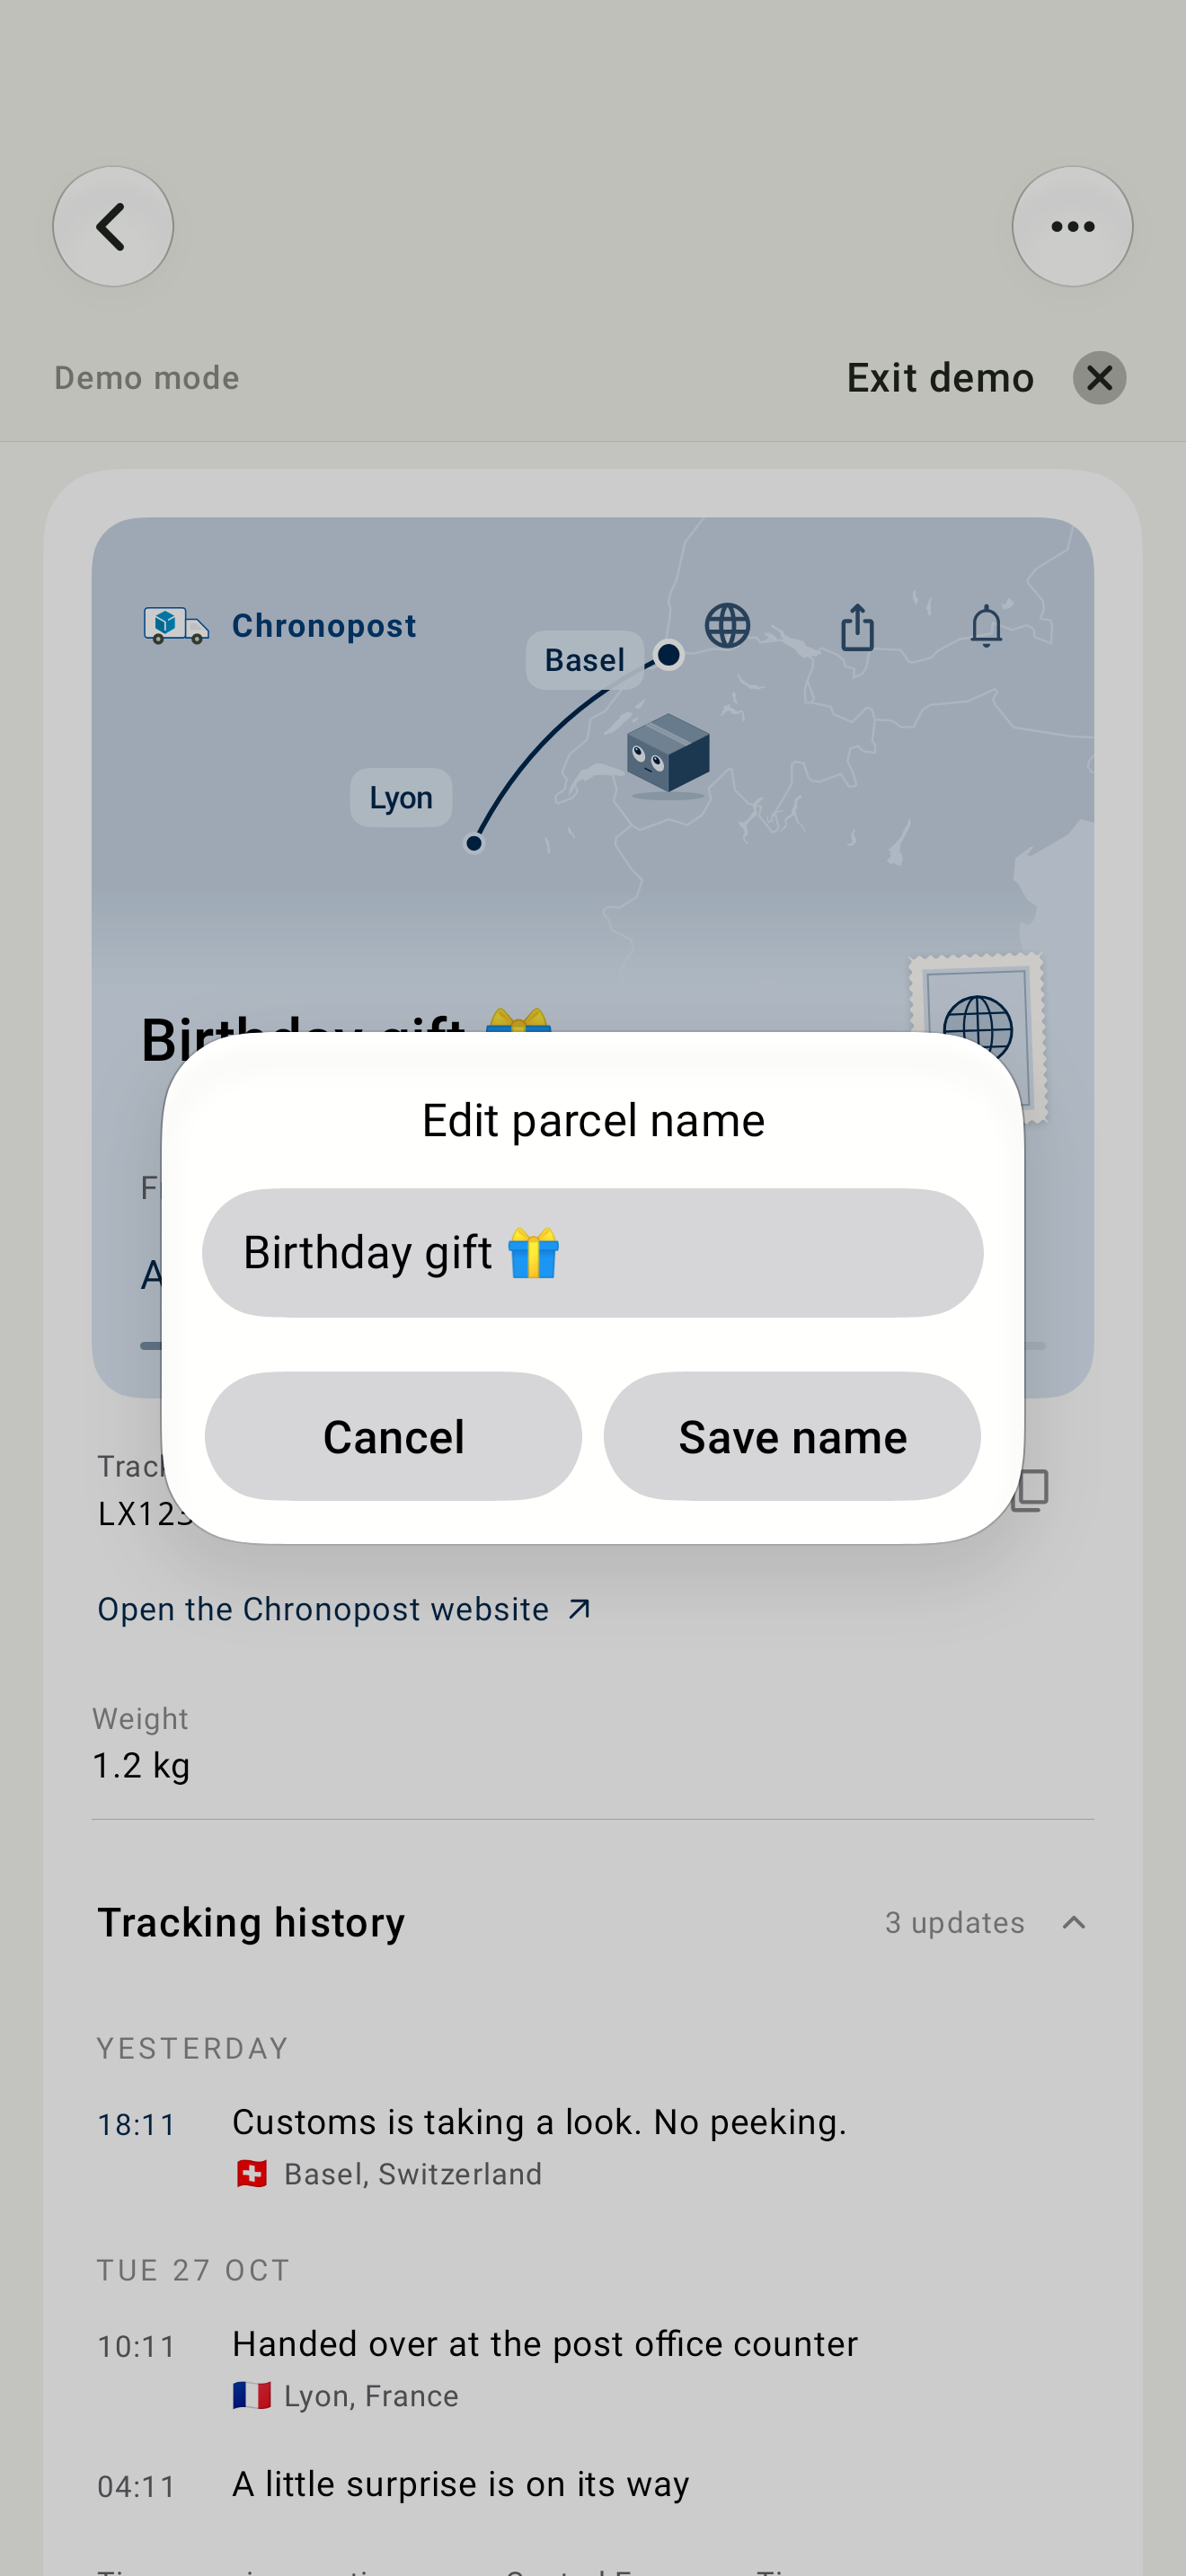 Demo mode
Exit demo
Chronopost
Basel
Lyon
Birthday gift 🎁
Edit parcel name
Birthday gift 🎁
Cancel
Save name
LX123
Open the Chronopost website
Weight
1.2 kg
Tracking history
3 updates
YESTERDAY
18:11
Customs is taking a look. No peeking.
🇨🇭 Basel, Switzerland
TUE 27 OCT
10:11
Handed over at the post office counter
🇫🇷 Lyon, France
04:11
A little surprise is on its way